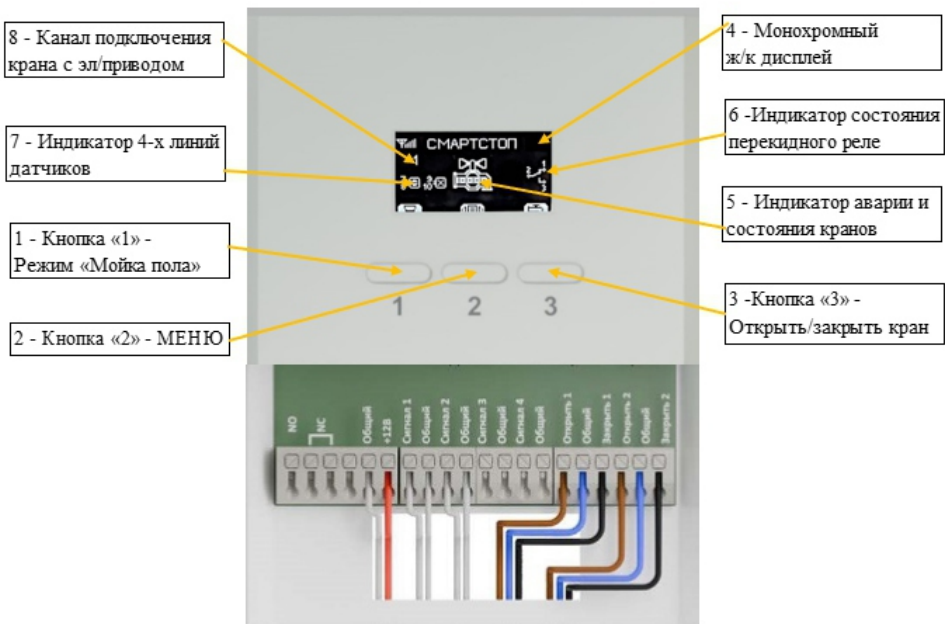 8 - Канал подключения
крана с эл/приводом
4 - Монохромный
ж/к дисплей
7 - Индикатор 4-х линий
датчиков
6 -Индикатор состояния
перекидного реле
СМАРТСТОП
5 - Индикатор аварии и
состояния кранов
1 - Кнопка «1» -
Режим «Мойка пола»
2 - Кнопка «2» - МЕНЮ
3 -Кнопка «3» -
Открыть/закрыть кран
1 2 3
NO
NC
Общий
+12В
Сигнал 1
Общий
Сигнал 2
Общий
Сигнал 3
Общий
Сигнал 4
Общий
Открыть 1
Общий
Закрыть 1
Открыть 2
Общий
Закрыть 2